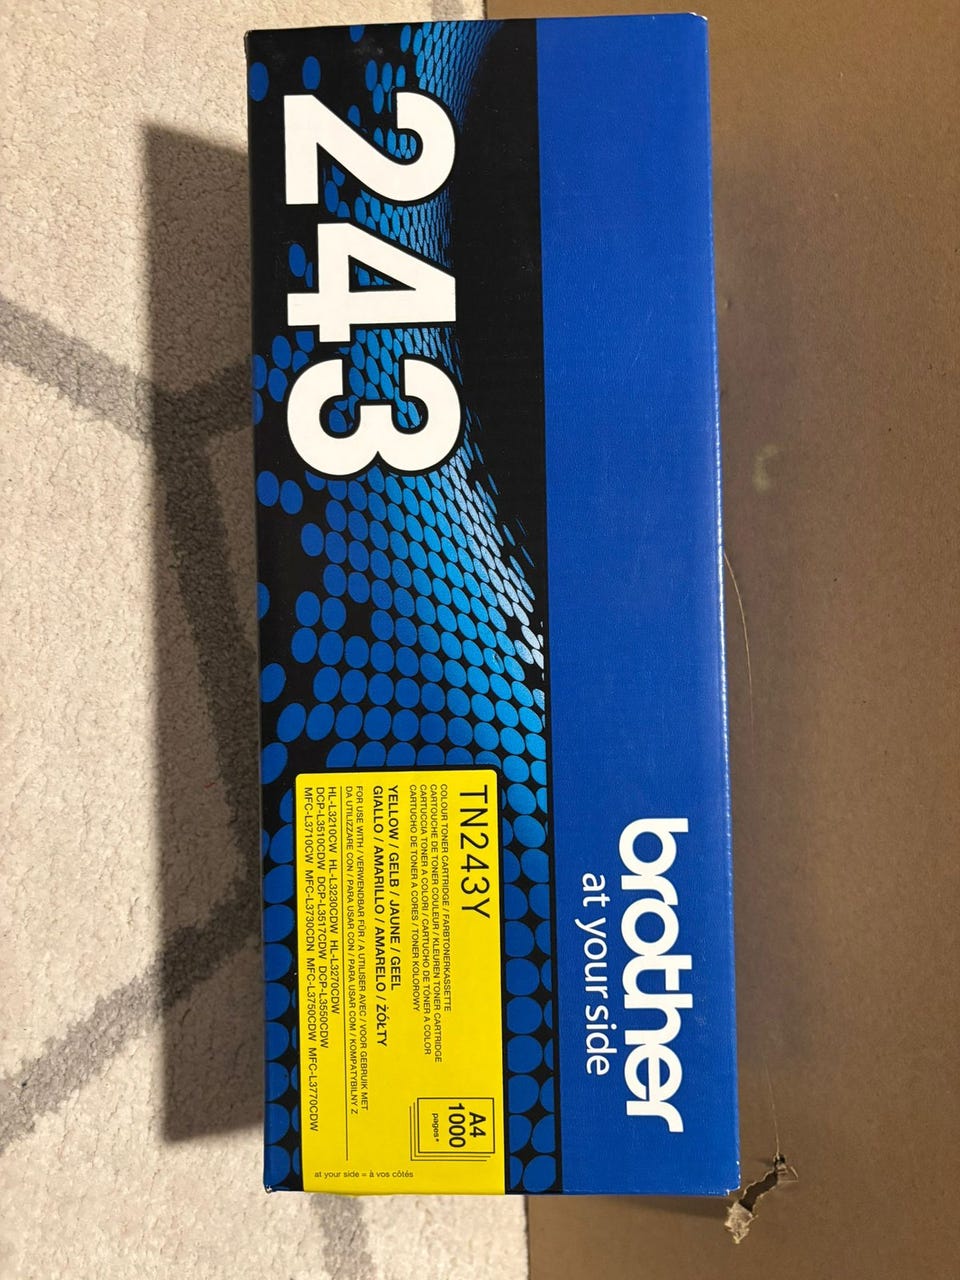 brother
at your side
243
TN243Y
COLOUR TONER CARTRIDGE / FARBTONERKASSETTE
CARTOUCHE DE TONER COULEUR / KLEUREN TONER CARTRIDGE
CARTUCCIA TONER A COLORI / CARTUCHO DE TÓNER A COLOR
CARTUCHO DE TONER A CORES / TONER KOLOROWY
YELLOW / GELB / JAUNE / GEEL
GIALLO / AMARILLO / AMARELO / ŻÓŁTY
A4
1000
pages*
FOR USE WITH / VERWENDBAR FÜR / A UTILISER AVEC / VOOR GEBRUIK MET
DA UTILIZZARE CON / PARA USAR CON / PARA USAR COM / KOMPATYBILNY Z
HL-L3210CW HL-L3230CDW HL-L3270CDW
DCP-L3510CDW DCP-L3517CDW DCP-L3550CDW
MFC-L3710CW MFC-L3730CDN MFC-L3750CDW MFC-L3770CDW
at your side = à vos côtés